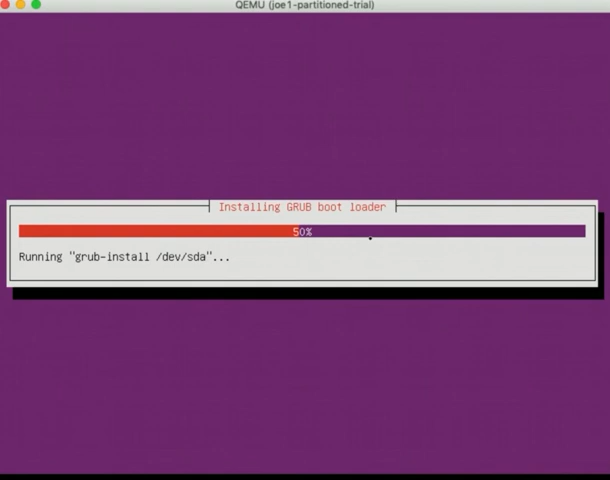 QEMU (joe1-partitioned-trial)
Installing GRUB boot loader
50%
Running "grub-install /dev/sda"...